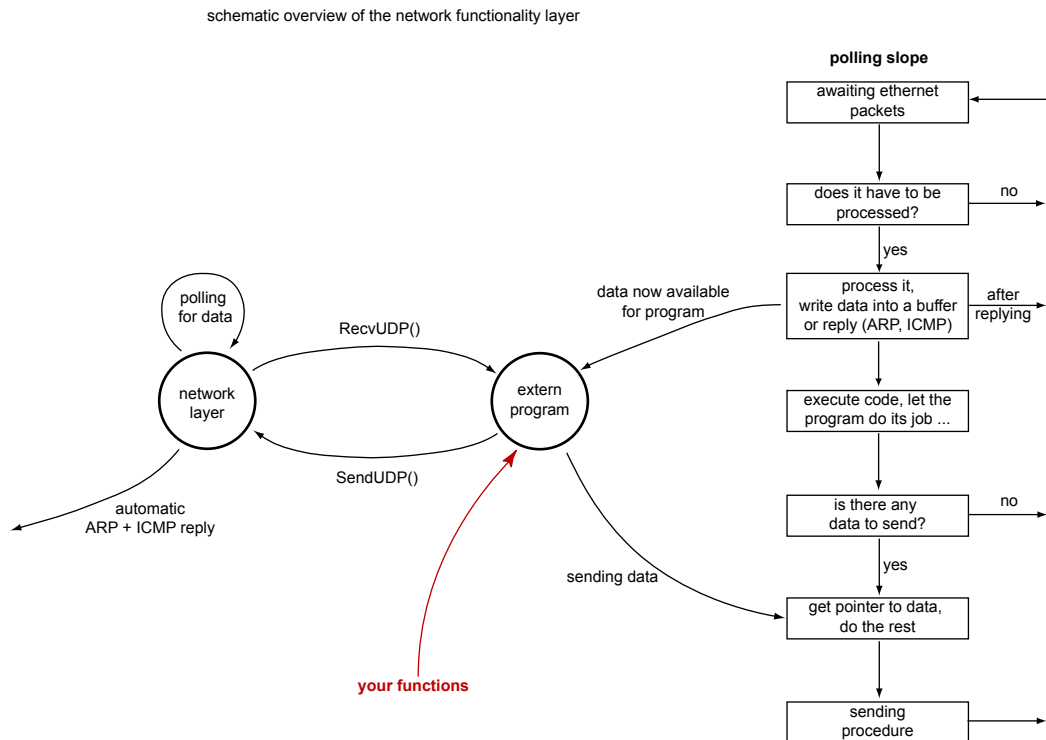 schematic overview of the network functionality layer
polling slope
awaiting ethernet
packets
does it have to be
processed?
no
yes
process it,
write data into a buffer
or reply (ARP, ICMP)
after
replying
data now available
for program
polling
for data
RecvUDP()
network
layer
extern
program
execute code, let the
program do its job ...
SendUDP()
automatic
ARP + ICMP reply
is there any
data to send?
no
yes
sending data
get pointer to data,
do the rest
your functions
sending
procedure